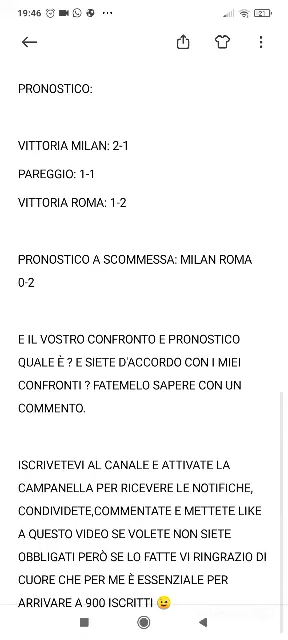 19:46
21
PRONOSTICO:
VITTORIA MILAN: 2-1
PAREGGIO: 1-1
VITTORIA ROMA: 1-2
PRONOSTICO A SCOMMESSA: MILAN ROMA
0-2
E IL VOSTRO CONFRONTO E PRONOSTICO
QUALE È ? E SIETE D'ACCORDO CON I MIEI
CONFRONTI ? FATEMELO SAPERE CON UN
COMMENTO.
ISCRIVETEVI AL CANALE E ATTIVATE LA
CAMPANELLA PER RICEVERE LE NOTIFICHE,
CONDIVIDETE,COMMENTATE E METTETE LIKE
A QUESTO VIDEO SE VOLETE NON SIETE
OBBLIGATI PERÒ SE LO FATTE VI RINGRAZIO DI
CUORE CHE PER ME È ESSENZIALE PER
ARRIVARE A 900 ISCRITTI 😉